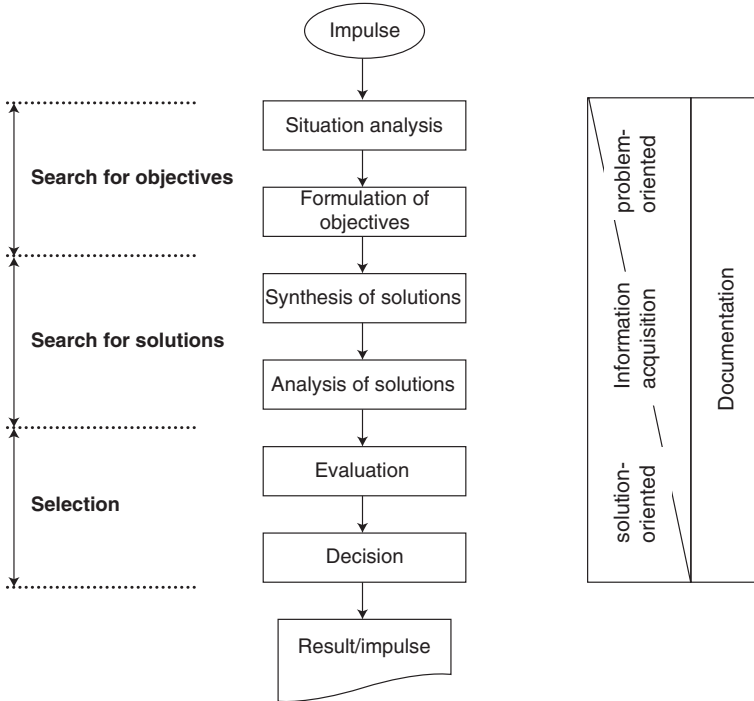 Impulse
Situation analysis
Search for objectives
Formulation of
objectives
Synthesis of solutions
Search for solutions
Analysis of solutions
Evaluation
Selection
Decision
Result/impulse
problem-
oriented
Information
acquisition
solution-
oriented
Documentation